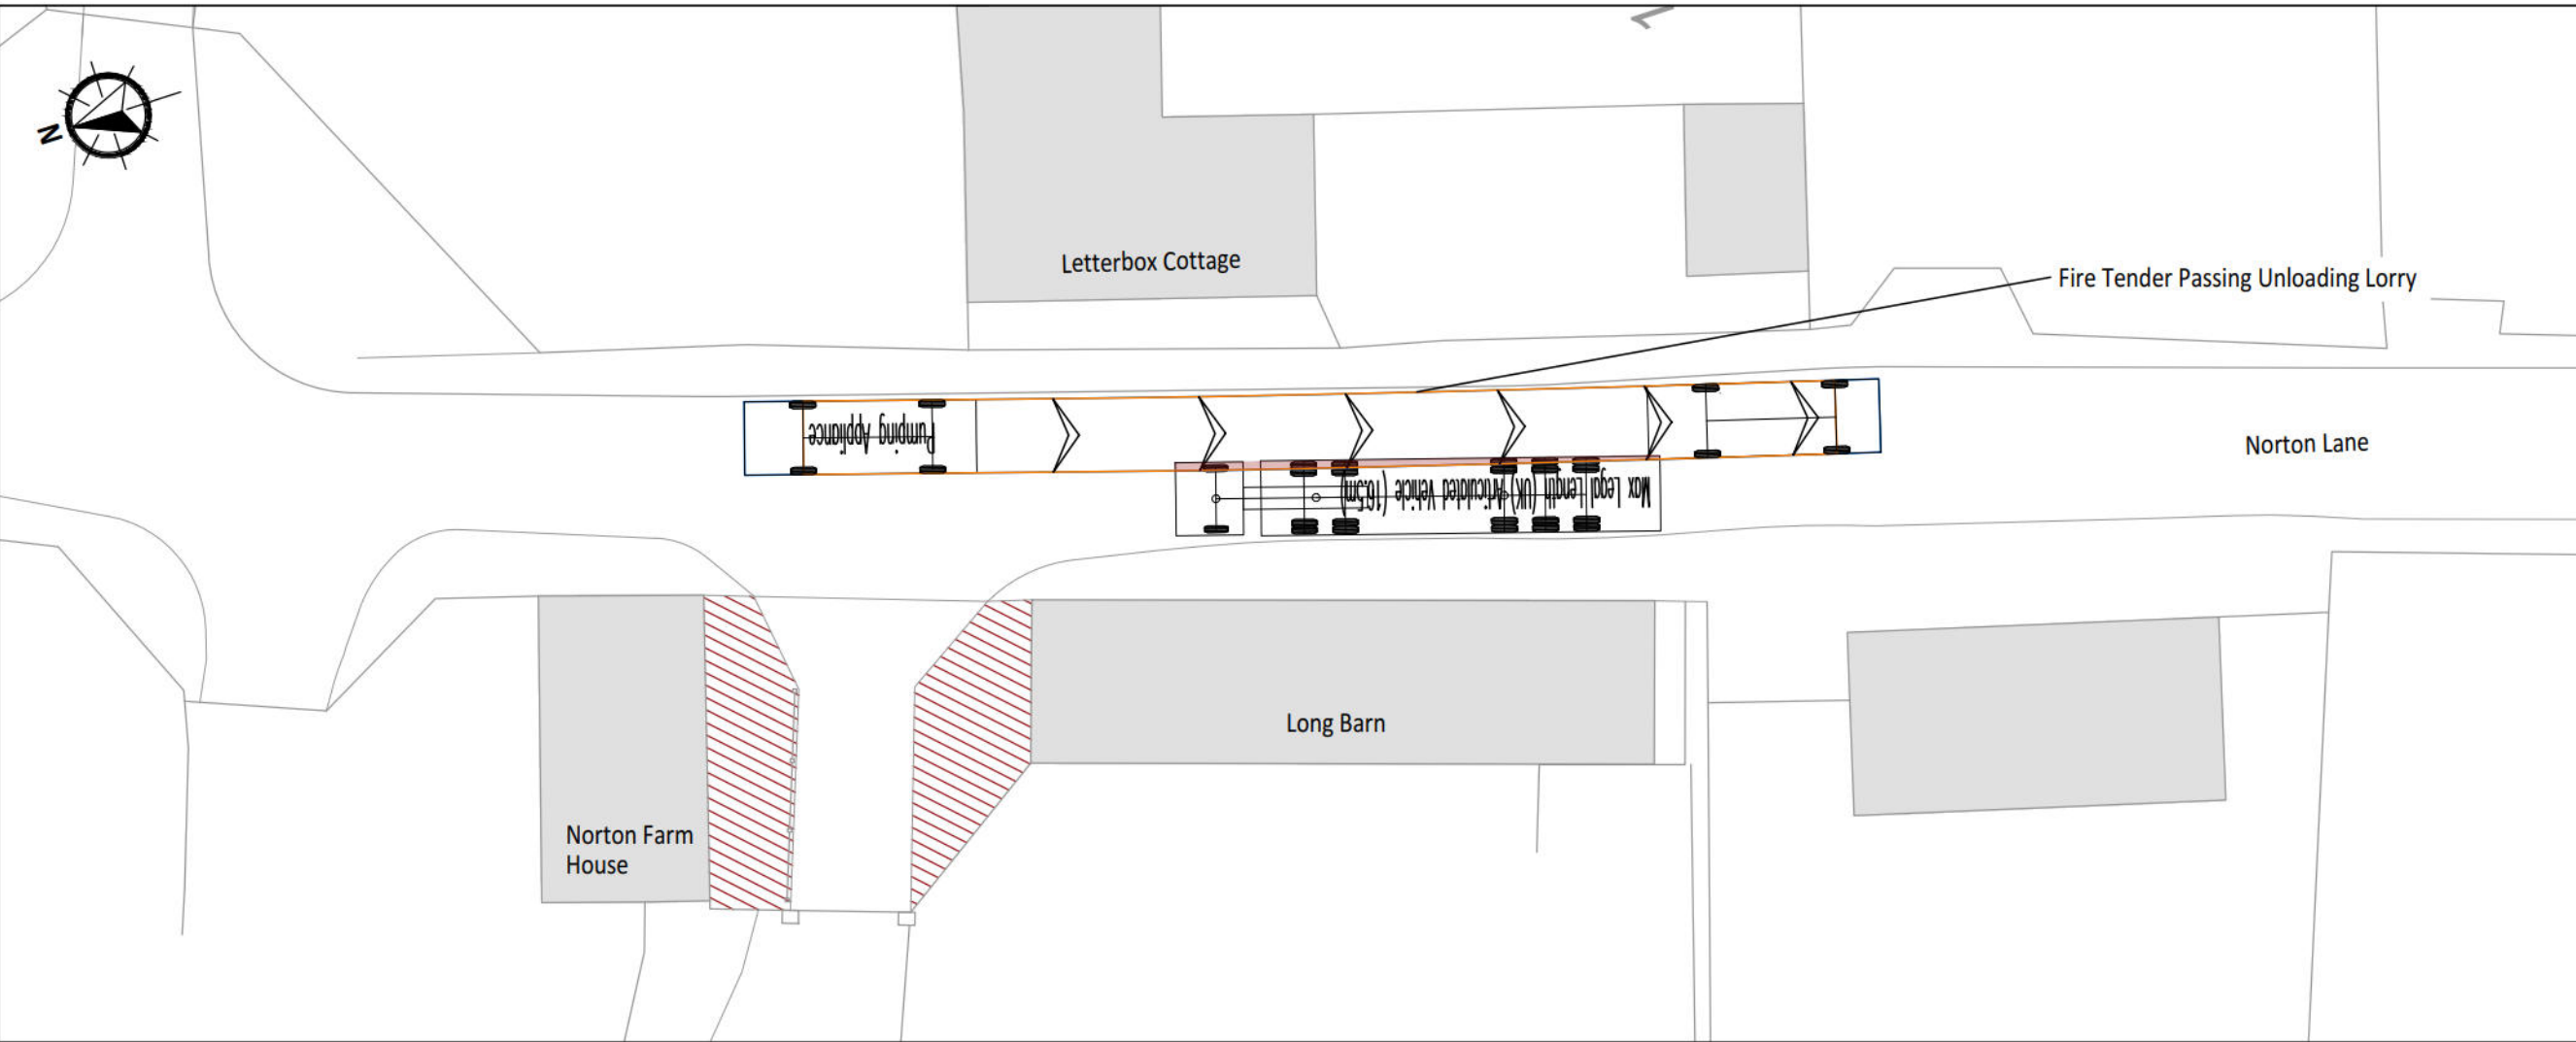 N
Letterbox Cottage
Fire Tender Passing Unloading Lorry
Pumping Appliance
Norton Lane
Max Legal Length (UK) Articulated Vehicle (16.5m)
Long Barn
Norton Farm
House